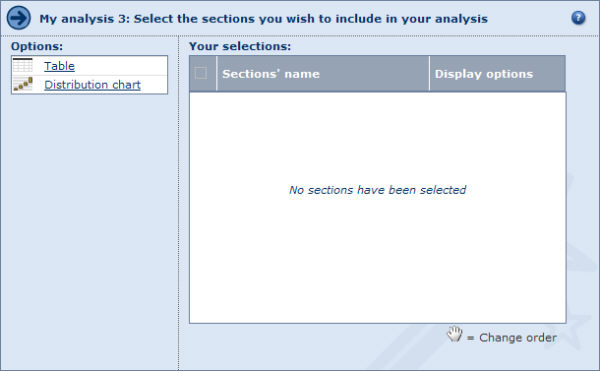 My analysis 3: Select the sections you wish to include in your analysis
?
Options:
Table
Distribution chart
Your selections:
Sections' name
Display options
No sections have been selected
= Change order